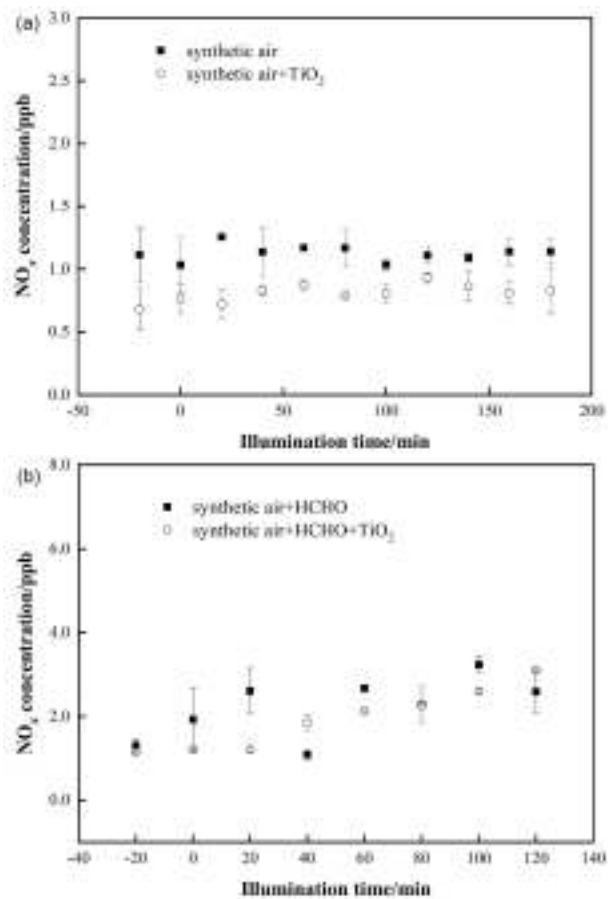 (a)
3.0
synthetic air
synthetic air+TiO₂
2.5
2.0
1.5
1.0
0.5
0.0
NOₓ concentration/ppb
-50 0 50 100 150 200
Illumination time/min
(b)
8.0
synthetic air+HCHO
synthetic air+HCHO+TiO₂
6.0
4.0
2.0
0.0
NOₓ concentration/ppb
-40 -20 0 20 40 60 80 100 120 140
Illumination time/min